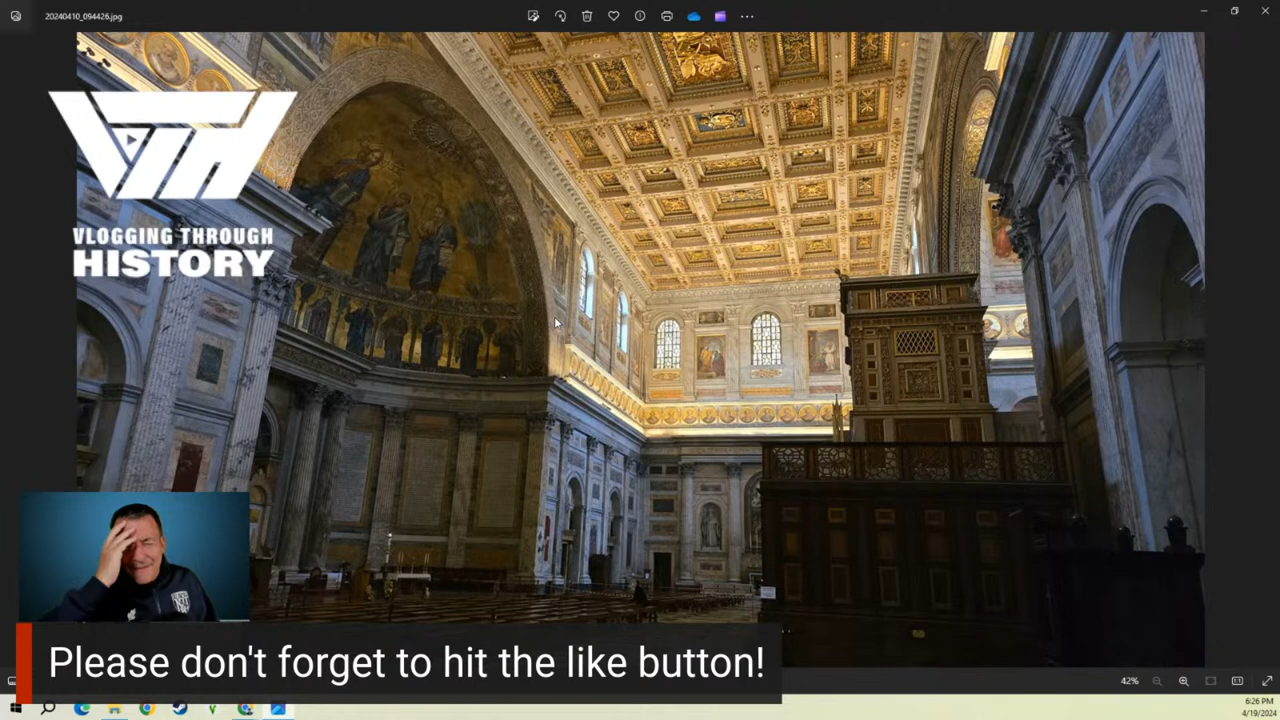 20240410_094426.jpg
VTH
VLOGGING THROUGH
HISTORY
Please don't forget to hit the like button!
42%
6:26 PM
4/19/2024